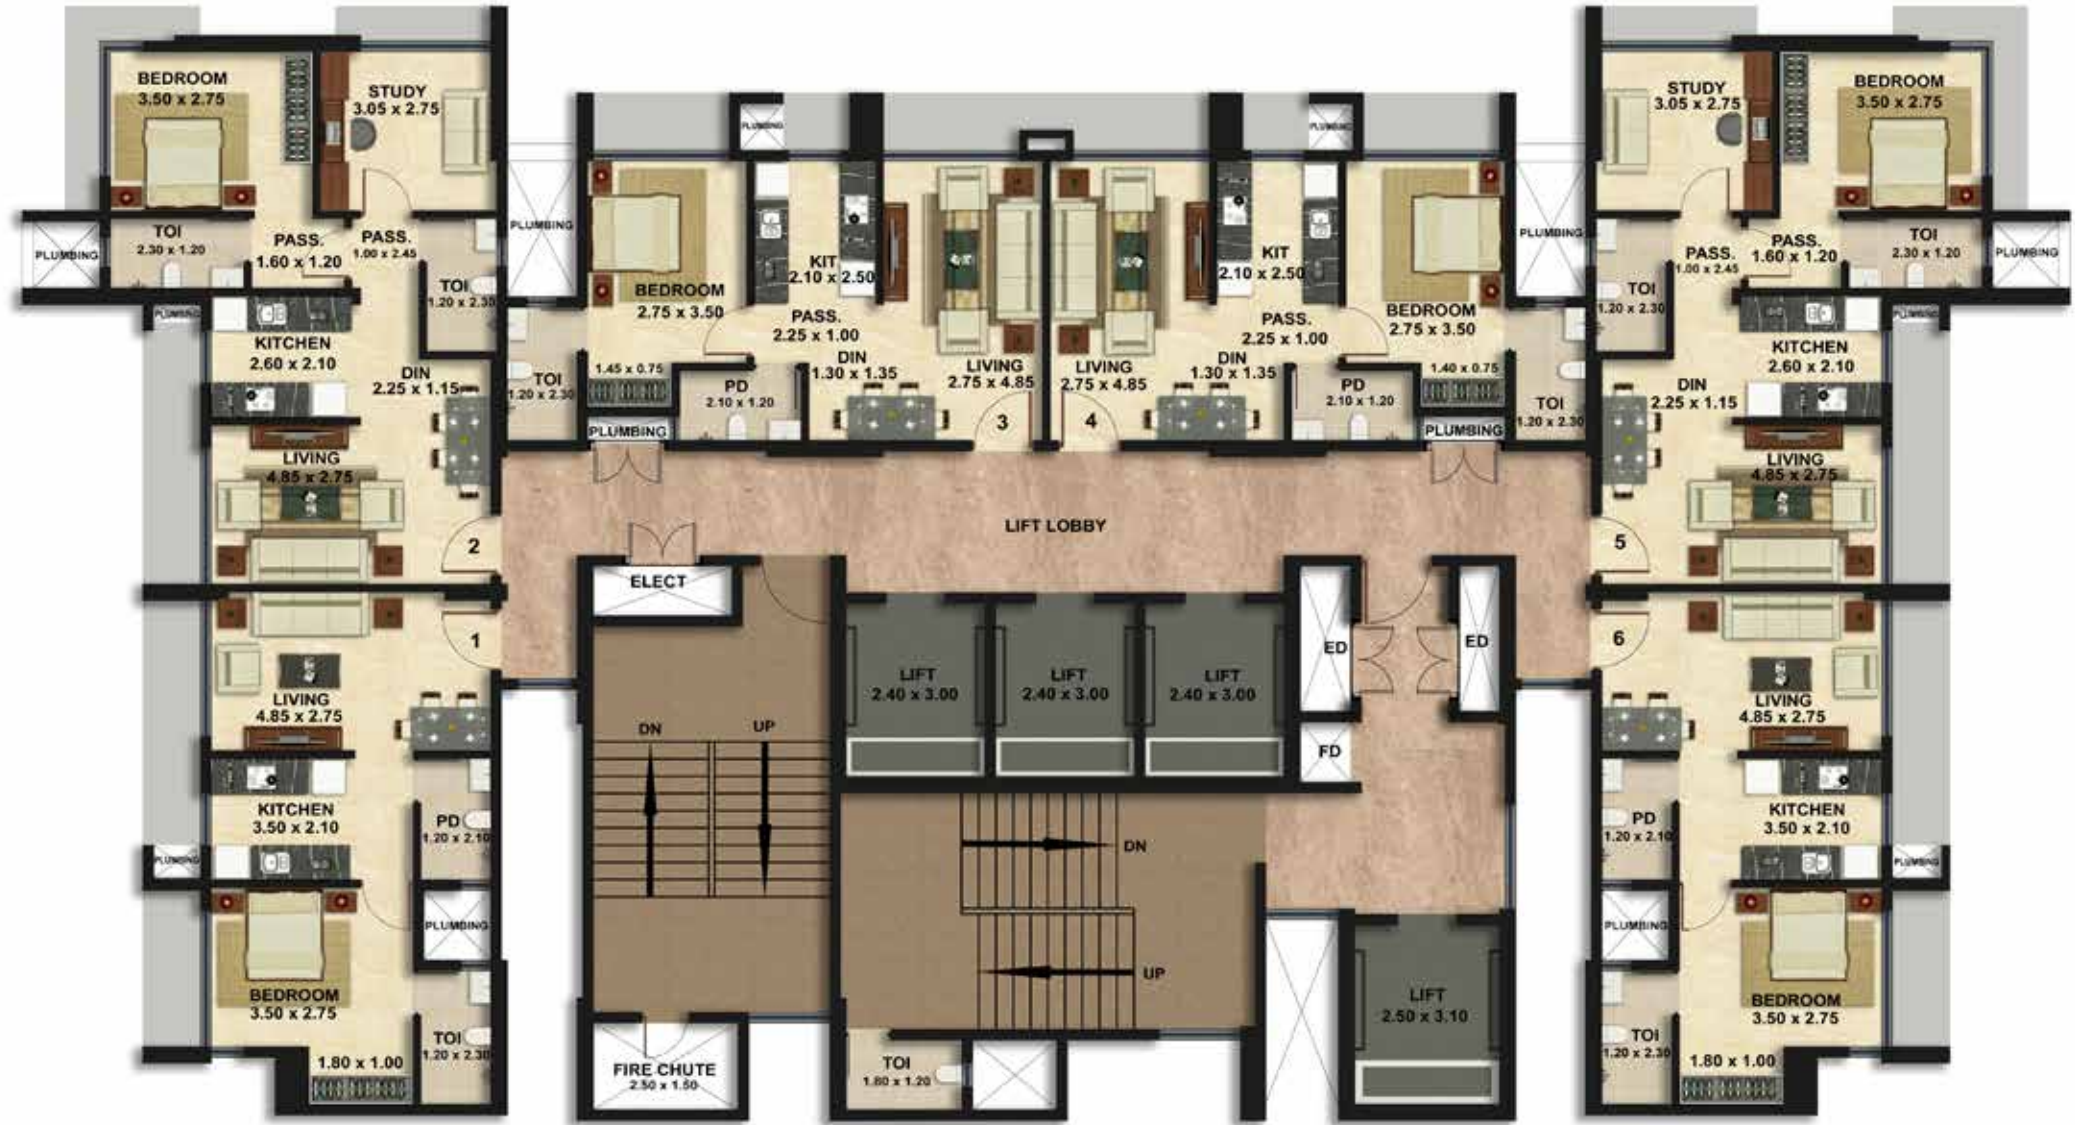 BEDROOM
3.50 x 2.75
STUDY
3.05 x 2.75
PLUMBING
TOI
2.30 x 1.20
PASS.
1.60 x 1.20
PASS.
1.00 x 2.45
TOI
1.20 x 2.30
PLUMBING
KITCHEN
2.60 x 2.10
DIN
2.25 x 1.15
LIVING
4.85 x 2.75
2
1
LIVING
4.85 x 2.75
KITCHEN
3.50 x 2.10
PD
1.20 x 2.10
PLUMBING
PLUMBING
BEDROOM
3.50 x 2.75
1.80 x 1.00
TOI
1.20 x 2.30
PLUMBING
PLUMBING
BEDROOM
2.75 x 3.50
KIT
2.10 x 2.50
PASS.
2.25 x 1.00
DIN
1.30 x 1.35
LIVING
2.75 x 4.85
TOI
1.20 x 2.30
1.45 x 0.75
PD
2.10 x 1.20
PLUMBING
3
4
LIVING
2.75 x 4.85
DIN
1.30 x 1.35
PASS.
2.25 x 1.00
KIT
2.10 x 2.50
PLUMBING
BEDROOM
2.75 x 3.50
1.40 x 0.75
PD
2.10 x 1.20
PLUMBING
TOI
1.20 x 2.30
PLUMBING
LIFT LOBBY
ELECT
DN
UP
FIRE CHUTE
2.50 x 1.50
LIFT
2.40 x 3.00
LIFT
2.40 x 3.00
LIFT
2.40 x 3.00
ED
ED
FD
DN
UP
TOI
1.80 x 1.20
LIFT
2.50 x 3.10
STUDY
3.05 x 2.75
BEDROOM
3.50 x 2.75
PASS.
1.00 x 2.45
PASS.
1.60 x 1.20
TOI
2.30 x 1.20
PLUMBING
TOI
1.20 x 2.30
PLUMBING
KITCHEN
2.60 x 2.10
DIN
2.25 x 1.15
LIVING
4.85 x 2.75
5
6
LIVING
4.85 x 2.75
PD
1.20 x 2.10
KITCHEN
3.50 x 2.10
PLUMBING
PLUMBING
BEDROOM
3.50 x 2.75
TOI
1.20 x 2.30
1.80 x 1.00